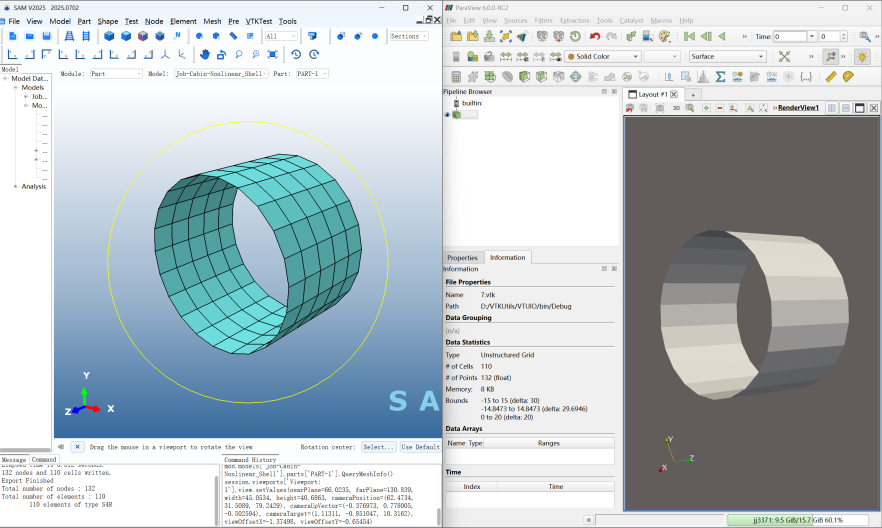 SAM V2025 2025.0702
File View Part Shape Test Node Element Mesh Pre VTKTest Tools
All
Sections
Module: Part Model: Job-Cabin-Nonlinear_Shell Part: PART-1
Model
Model Dat...
Models
Job...
Mo...
...
...
...
...
...
...
Analysis
Y
Z X
S A
Drag the mouse in a viewport to rotate the view Rotation center: Select... Use Default
Message Command
132 nodes and 110 cells written.
Export Finished
Total number of nodes : 132
Total number of elements : 110
110 elements of type S4R
Command History
Nonlinear_Shell'].parts['PART-1'].QueryMeshInfo()
session.viewports['Viewport:
1'].view.setValues(nearPlane=66.0235, farPlane=130.839,
width=45.0534, height=40.6863, cameraPosition=(62.4734,
31.5089, 79.2429), cameraUpVector=(-0.376973, 0.778005,
-0.502594), cameraTarget=(1.11311, -0.851047, 10.3162),
viewOffsetX=-1.37498, viewOffsetY=-0.65454)
ParaView 6.0.0-RC2
File Edit View Sources Filters Extractors Tools Catalyst Macros Help
Time: 0 0
Solid Color Surface
Pipeline Browser
builtin:
Layout #1
3D RenderView1
Properties Information
Information
File Properties
Name 7.vtk
Path D:/VTKUtils/VTUIO/bin/Debug
Data Grouping
(n/a)
Data Statistics
Type Unstructured Grid
# of Cells 110
# of Points 132 (float)
Memory: 8 KB
Bounds -15 to 15 (delta: 30)
-14.8473 to 14.8473 (delta: 29.6946)
0 to 20 (delta: 20)
Data Arrays
Name Type Ranges
Time
Index Time
Y
Z
X
jj3371: 9.5 GiB/15.7 GiB 60.1%